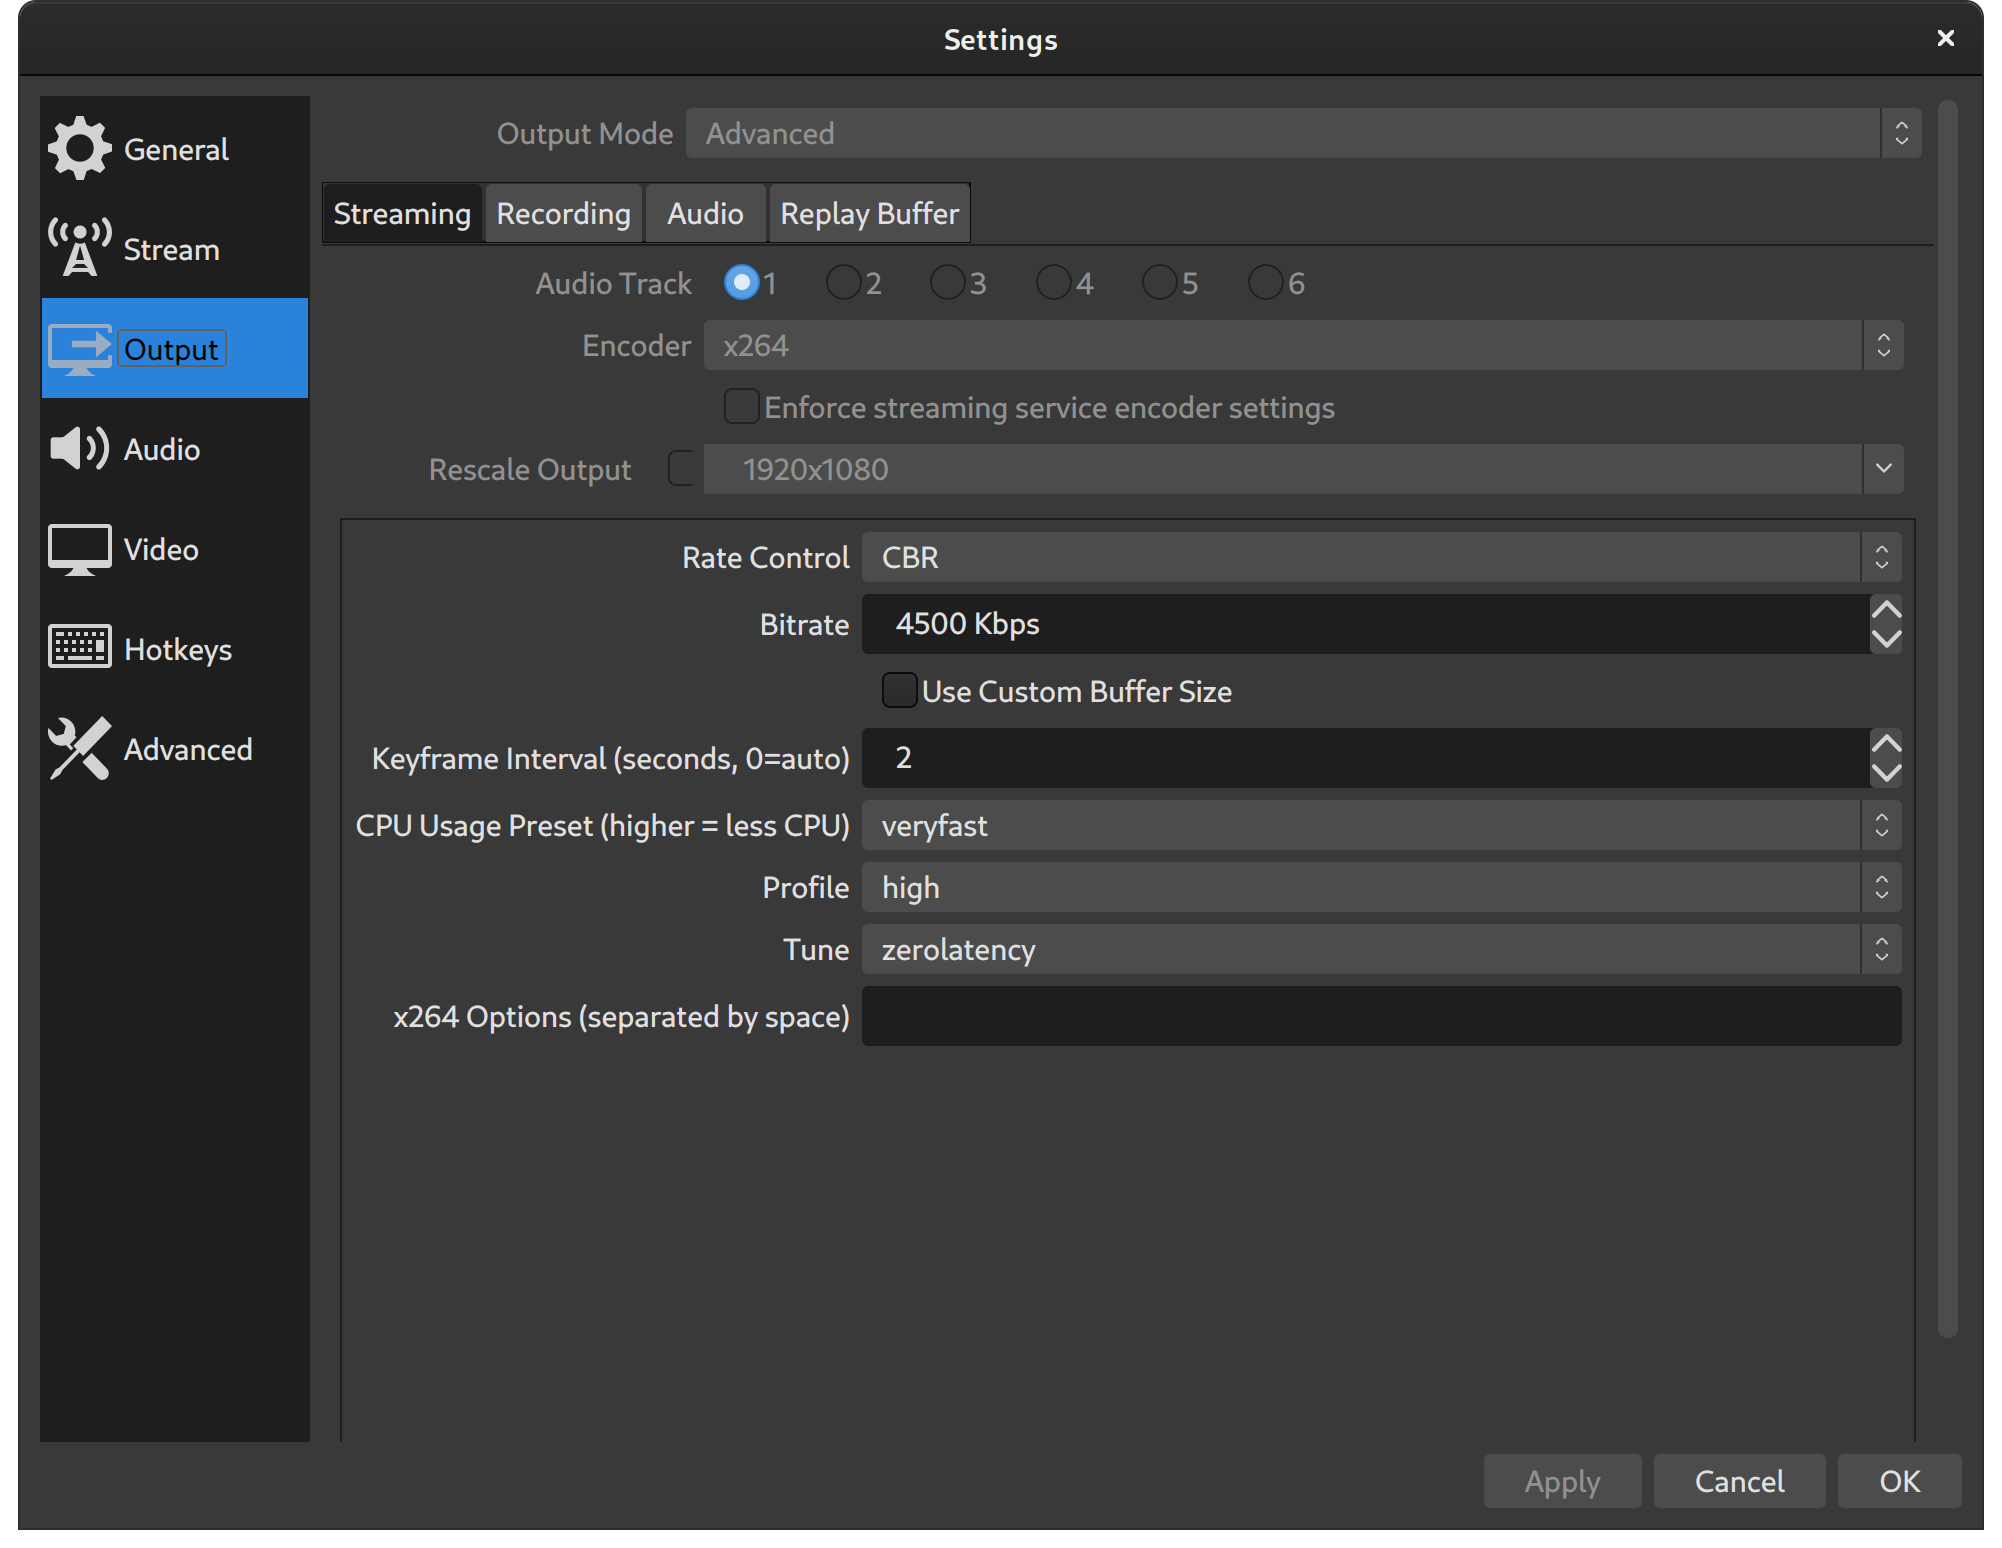 Settings
General
Stream
Output
Audio
Video
Hotkeys
Advanced
Output Mode Advanced
Streaming Recording Audio Replay Buffer
Audio Track 1 2 3 4 5 6
Encoder x264
Enforce streaming service encoder settings
Rescale Output 1920x1080
Rate Control CBR
Bitrate 4500 Kbps
Use Custom Buffer Size
Keyframe Interval (seconds, 0=auto) 2
CPU Usage Preset (higher = less CPU) veryfast
Profile high
Tune zerolatency
x264 Options (separated by space)
Apply Cancel OK